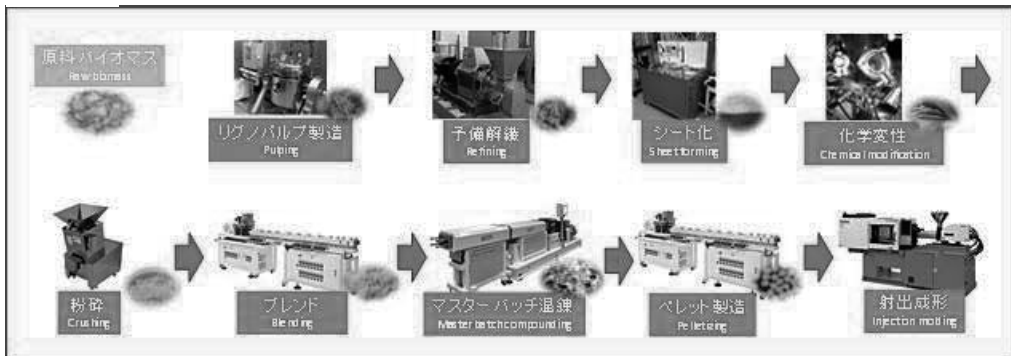 原料バイオマス
Raw biomass
リグノパルプ製造
Pulping
予備解繊
Refining
シート化
Sheet forming
化学変性
Chemical modification
粉砕
Crushing
ブレンド
Blending
マスターバッチ混錬
Master batch compounding
ペレット製造
Pelletizing
射出成形
Injection molding